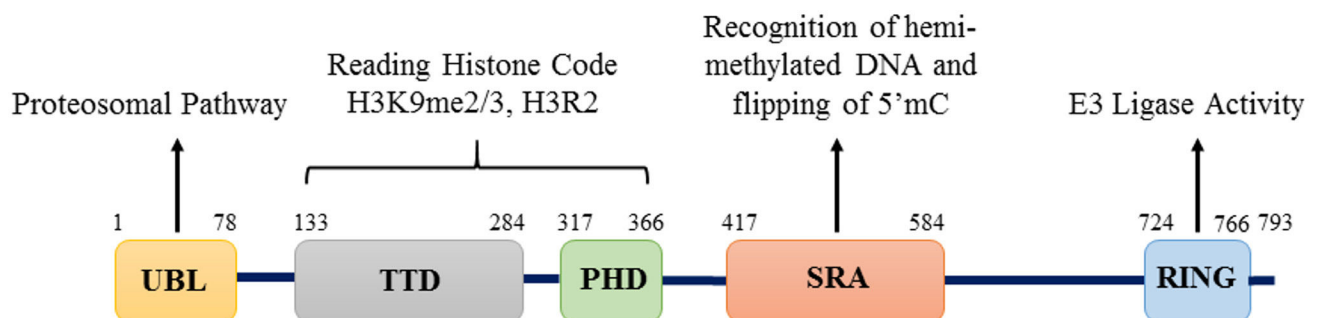 Proteosomal Pathway
Reading Histone Code
H3K9me2/3, H3R2
Recognition of hemi-
methylated DNA and
flipping of 5’mC
E3 Ligase Activity
1 78 133 284 317 366 417 584 724 766 793
UBL TTD PHD SRA RING